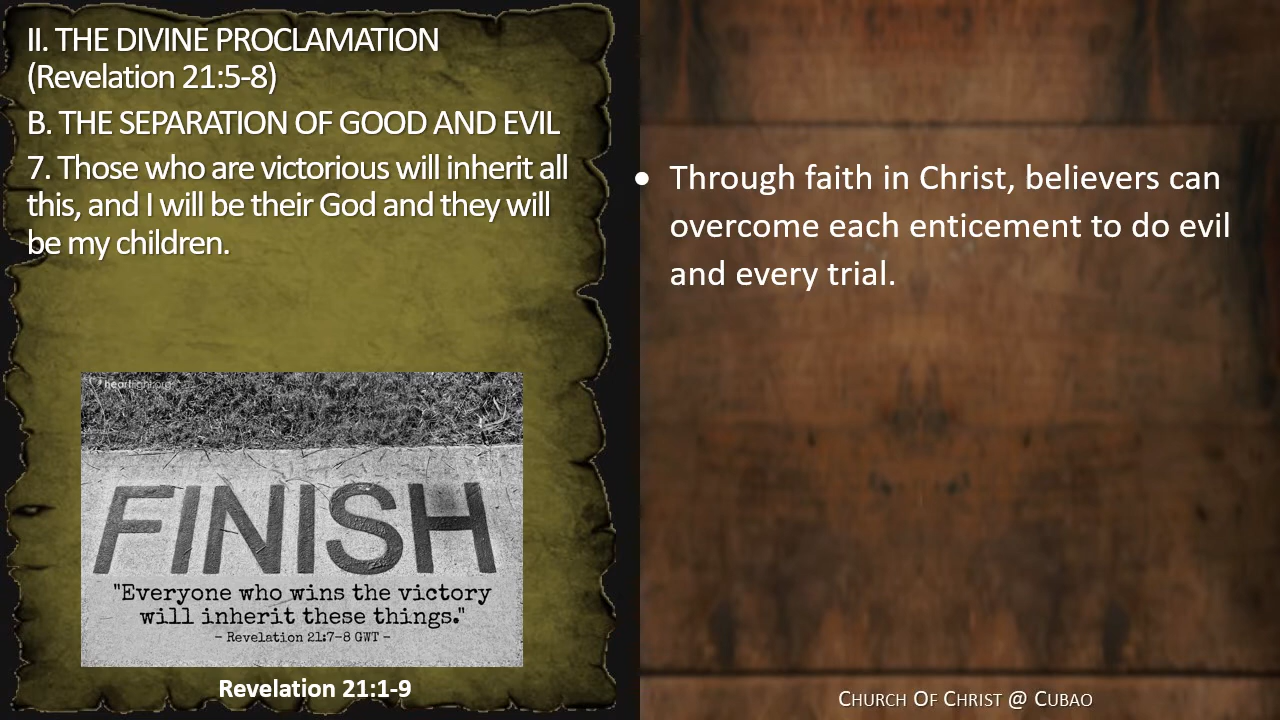 II. THE DIVINE PROCLAMATION
(Revelation 21:5-8)
B. THE SEPARATION OF GOOD AND EVIL
7. Those who are victorious will inherit all
this, and I will be their God and they will
be my children.
heartlight.org
FINISH
"Everyone who wins the victory
will inherit these things."
– Revelation 21:7–8 GWT –
Revelation 21:1-9
• Through faith in Christ, believers can
overcome each enticement to do evil
and every trial.
CHURCH OF CHRIST @ CUBAO